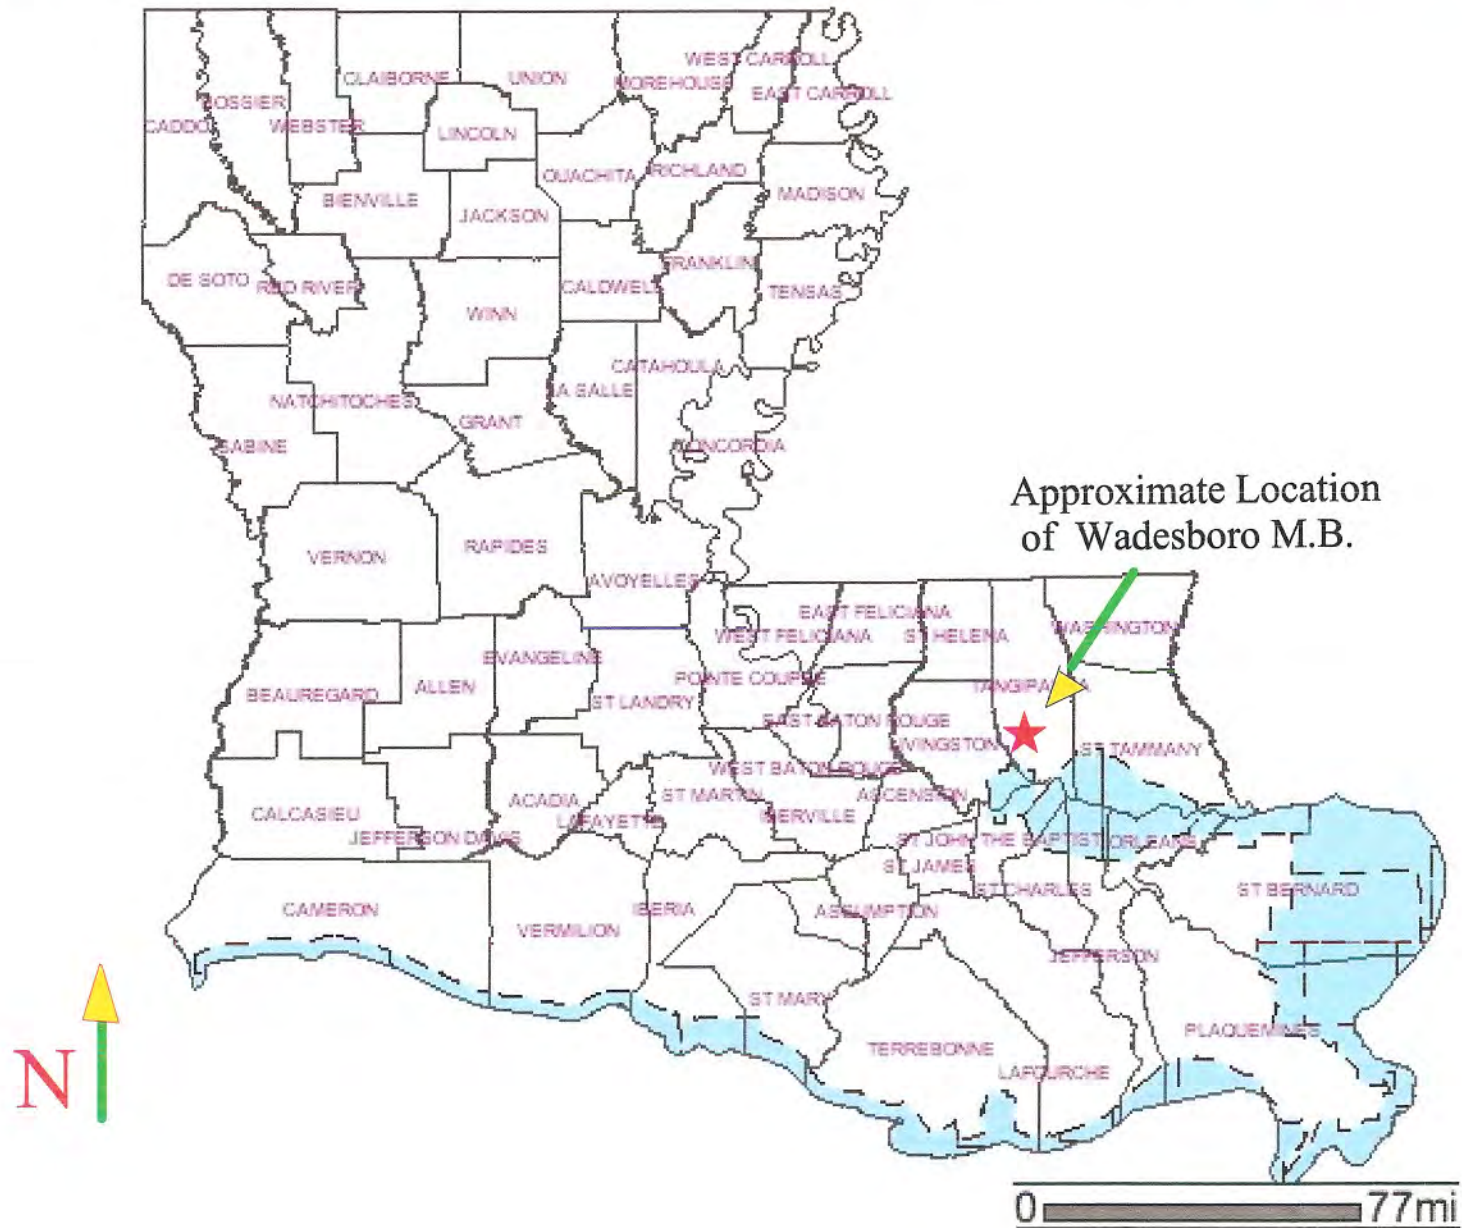 WEST CARROLL
CLAIBORNE
UNION
MOREHOUSE
EAST CARROLL
BOSSIER
CADDO
WEBSTER
LINCOLN
OUACHITA
RICHLAND
MADISON
BIENVILLE
JACKSON
DE SOTO
RED RIVER
CALDWELL
FRANKLIN
TENSAS
WINN
CATAHOULA
LA SALLE
NATCHITOCHES
GRANT
SABINE
CONCORDIA
Approximate Location
of Wadesboro M.B.
VERNON
RAPIDES
AVOYELLES
EAST FELICIANA
WEST FELICIANA
ST HELENA
WASHINGTON
EVANGELINE
BEAUREGARD
ALLEN
ST LANDRY
POINTE COUPEE
TANGIPAHOA
EAST BATON ROUGE
LIVINGSTON
ST TAMMANY
WEST BATON ROUGE
CALCASIEU
JEFFERSON DAVIS
ACADIA
LAFAYETTE
ST MARTIN
IBERVILLE
ASCENSION
ST JOHN THE BAPTIST
ORLEANS
ST JAMES
ST CHARLES
ST BERNARD
CAMERON
VERMILION
IBERIA
ASSUMPTION
JEFFERSON
ST MARY
PLAQUEMINES
TERREBONNE
LAFOURCHE
N
0 77mi